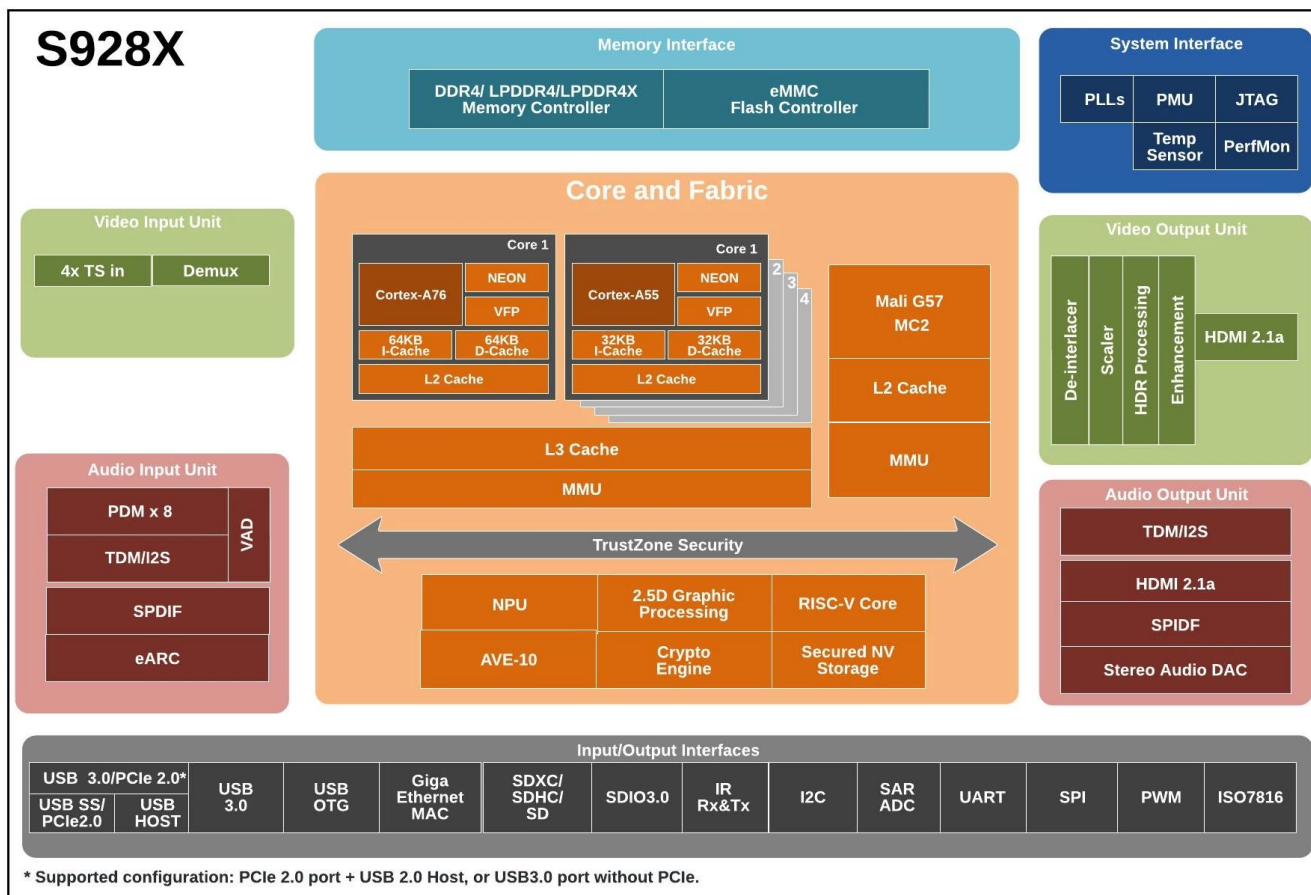 S928X
Memory Interface
DDR4/ LPDDR4/LPDDR4X
Memory Controller
eMMC
Flash Controller
System Interface
PLLs
PMU
JTAG
Temp
Sensor
PerfMon
Video Input Unit
4x TS in
Demux
Core and Fabric
Core 1
Cortex-A76
NEON
VFP
64KB
I-Cache
64KB
D-Cache
L2 Cache
Core 1
2
3
4
Cortex-A55
NEON
VFP
32KB
I-Cache
32KB
D-Cache
L2 Cache
Mali G57
MC2
L2 Cache
MMU
L3 Cache
MMU
TrustZone Security
NPU
2.5D Graphic
Processing
RISC-V Core
AVE-10
Crypto
Engine
Secured NV
Storage
Video Output Unit
De-interlacer
Scaler
HDR Processing
Enhancement
HDMI 2.1a
Audio Input Unit
PDM x 8
TDM/I2S
VAD
SPDIF
eARC
Audio Output Unit
TDM/I2S
HDMI 2.1a
SPIDF
Stereo Audio DAC
Input/Output Interfaces
USB 3.0/PCIe 2.0*
USB SS/
PCIe2.0
USB
HOST
USB
3.0
USB
OTG
Giga
Ethernet
MAC
SDXC/
SDHC/
SD
SDIO3.0
IR
Rx&Tx
I2C
SAR
ADC
UART
SPI
PWM
ISO7816
* Supported configuration: PCIe 2.0 port + USB 2.0 Host, or USB3.0 port without PCIe.